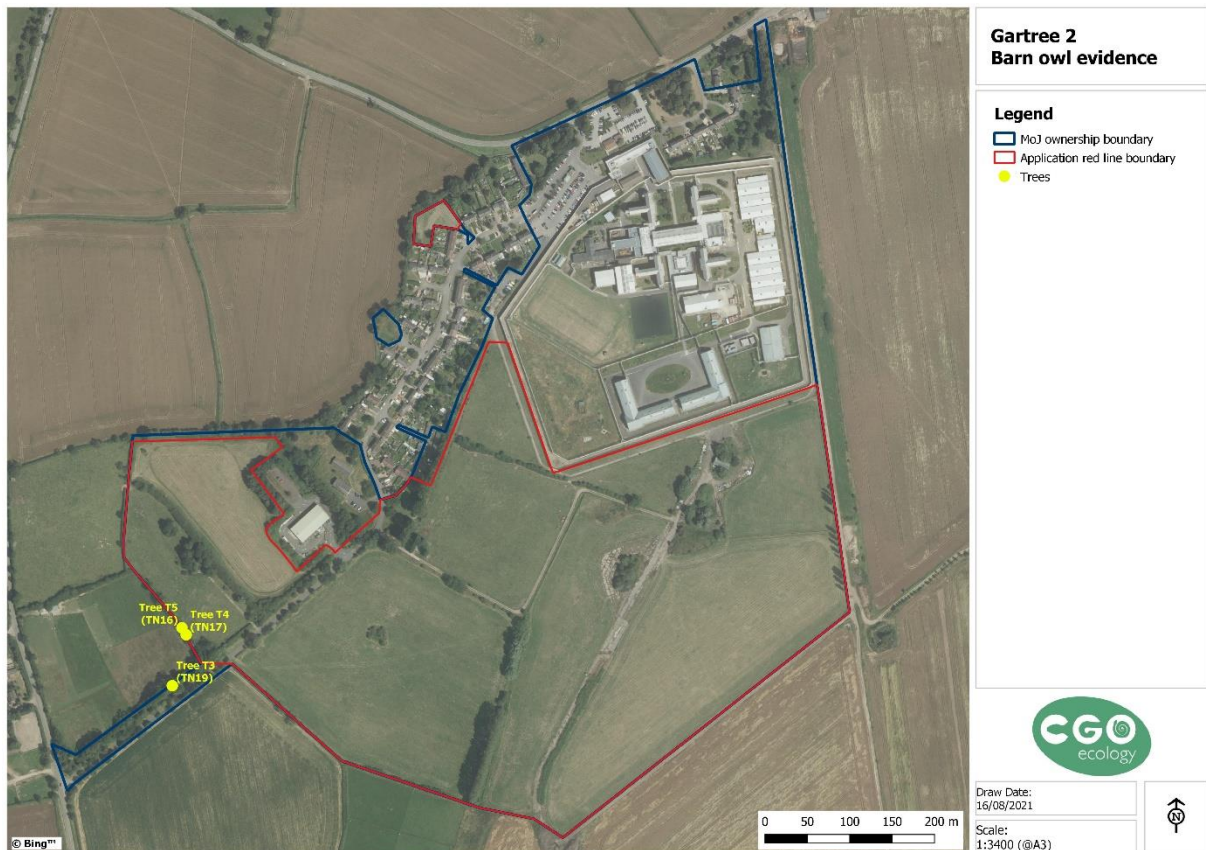 Gartree 2
Barn owl evidence
Legend
MoJ ownership boundary
Application red line boundary
Trees
Tree T5
(TN16)
Tree T4
(TN17)
Tree T3
(TN19)
0 50 100 150 200 m
© Bing™
CGO
ecology
Draw Date:
16/08/2021
Scale:
1:3400 (@A3)
N